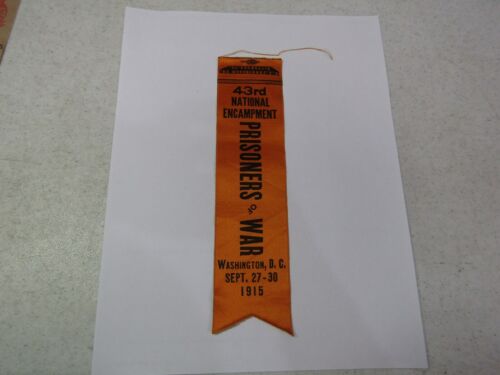 43rd
NATIONAL
ENCAMPMENT
PRISONERS OF WAR
WASHINGTON, D. C.
SEPT. 27-30
1915